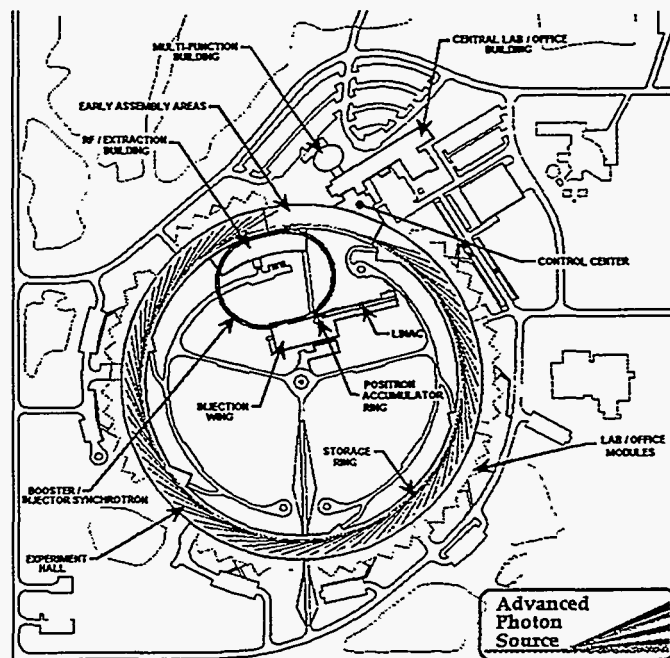 MULTI-FUNCTION
BUILDING
CENTRAL LAB / OFFICE
BUILDING
EARLY ASSEMBLY AREAS
RF / EXTRACTION
BUILDING
CONTROL CENTER
LINAC
INJECTION
WING
POSITRON
ACCUMULATOR
RING
STORAGE
RING
LAB / OFFICE
MODULES
BOOSTER /
INJECTOR SYNCHROTRON
EXPERIMENT
HALL
Advanced
Photon
Source